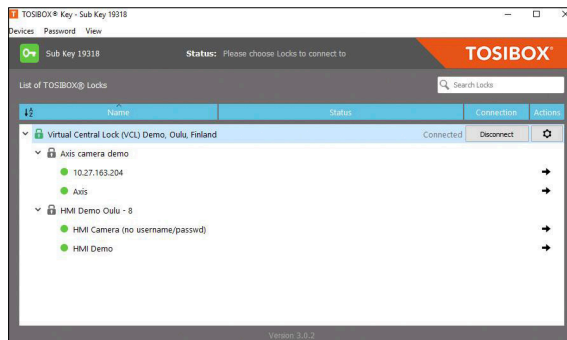 TOSIBOX® Key - Sub Key 19318
Devices Password View
Sub Key 19318 Status: Please choose Locks to connect to TOSIBOX®
List of TOSIBOX® Locks Search Locks
Name Status Connection Actions
Virtual Central Lock (VCL) Demo, Oulu, Finland Connected Disconnect
Axis camera demo
10.27.163.204
Axis
HMI Demo Oulu - 8
HMI Camera (no username/passwd)
HMI Demo
Version 3.0.2